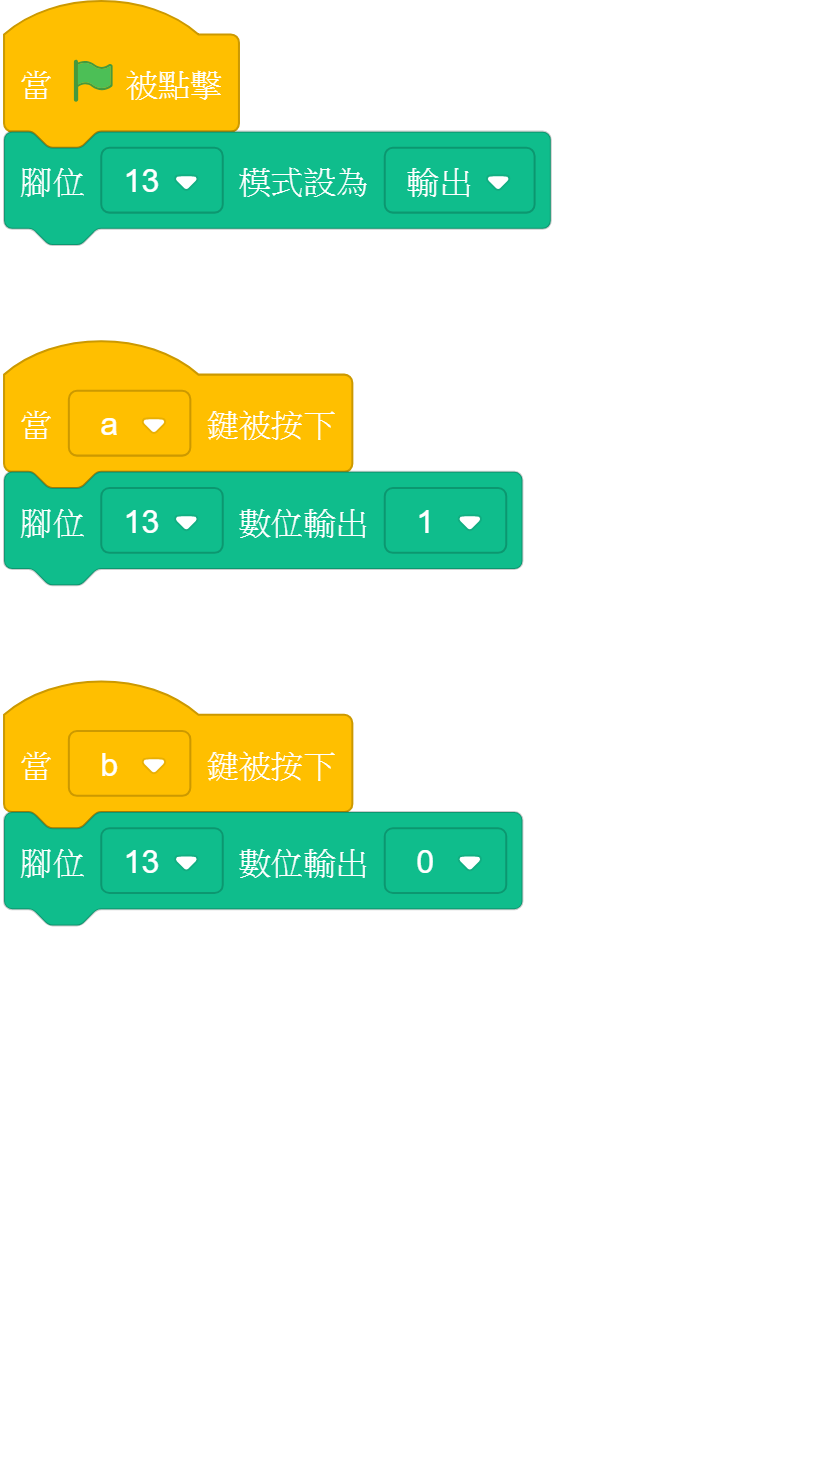 當 被點擊
腳位 13 模式設為 輸出
當 a 鍵被按下
腳位 13 數位輸出 1
當 b 鍵被按下
腳位 13 數位輸出 0